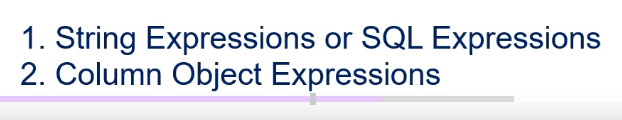 1. String Expressions or SQL Expressions
2. Column Object Expressions